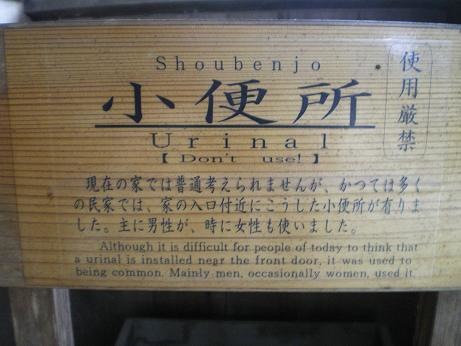 Shoubenjo
小便所
使用厳禁
Urinal
【Don't use!】
現在の家では普通考えられませんが、かつては多く
の民家では、家の入口付近にこうした小便所が有りま
した。主に男性が、時に女性も使いました。
Although it is difficult for people of today to think that
a urinal is installed near the front door, it was used to
being common. Mainly men, occasionally women, used it.